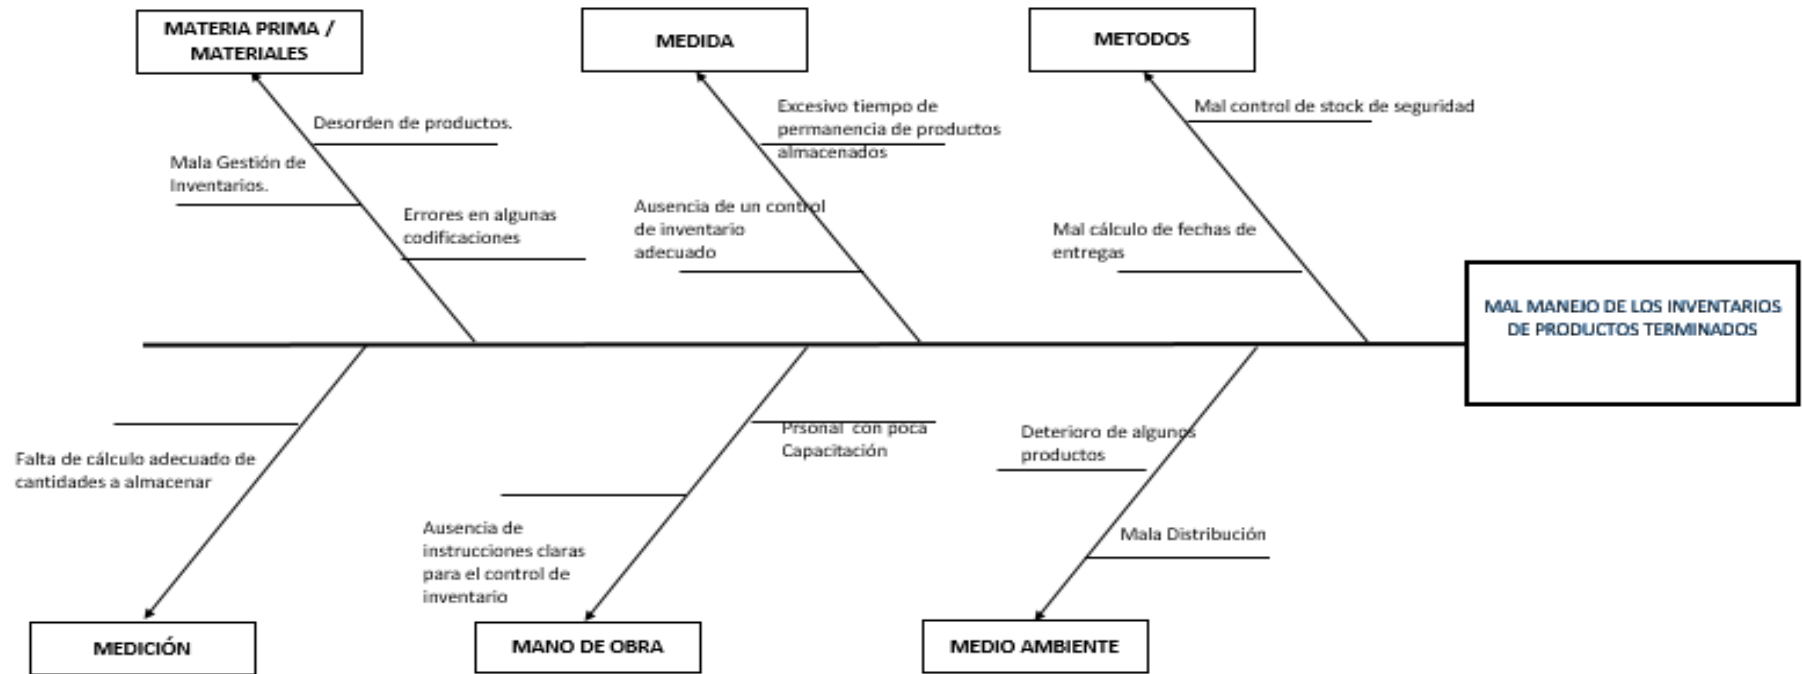 MATERIA PRIMA /
MATERIALES
MEDIDA
METODOS
Desorden de productos.
Mala Gestión de
Inventarios.
Errores en algunas
codificaciones
Excesivo tiempo de
permanencia de productos
almacenados
Ausencia de un control
de inventario
adecuado
Mal control de stock de seguridad
Mal cálculo de fechas de
entregas
MAL MANEJO DE LOS INVENTARIOS
DE PRODUCTOS TERMINADOS
Falta de cálculo adecuado de
cantidades a almacenar
Ausencia de
instrucciones claras
para el control de
inventario
Prsonal con poca
Capacitación
Deterioro de algunos
productos
Mala Distribución
MEDICIÓN
MANO DE OBRA
MEDIO AMBIENTE